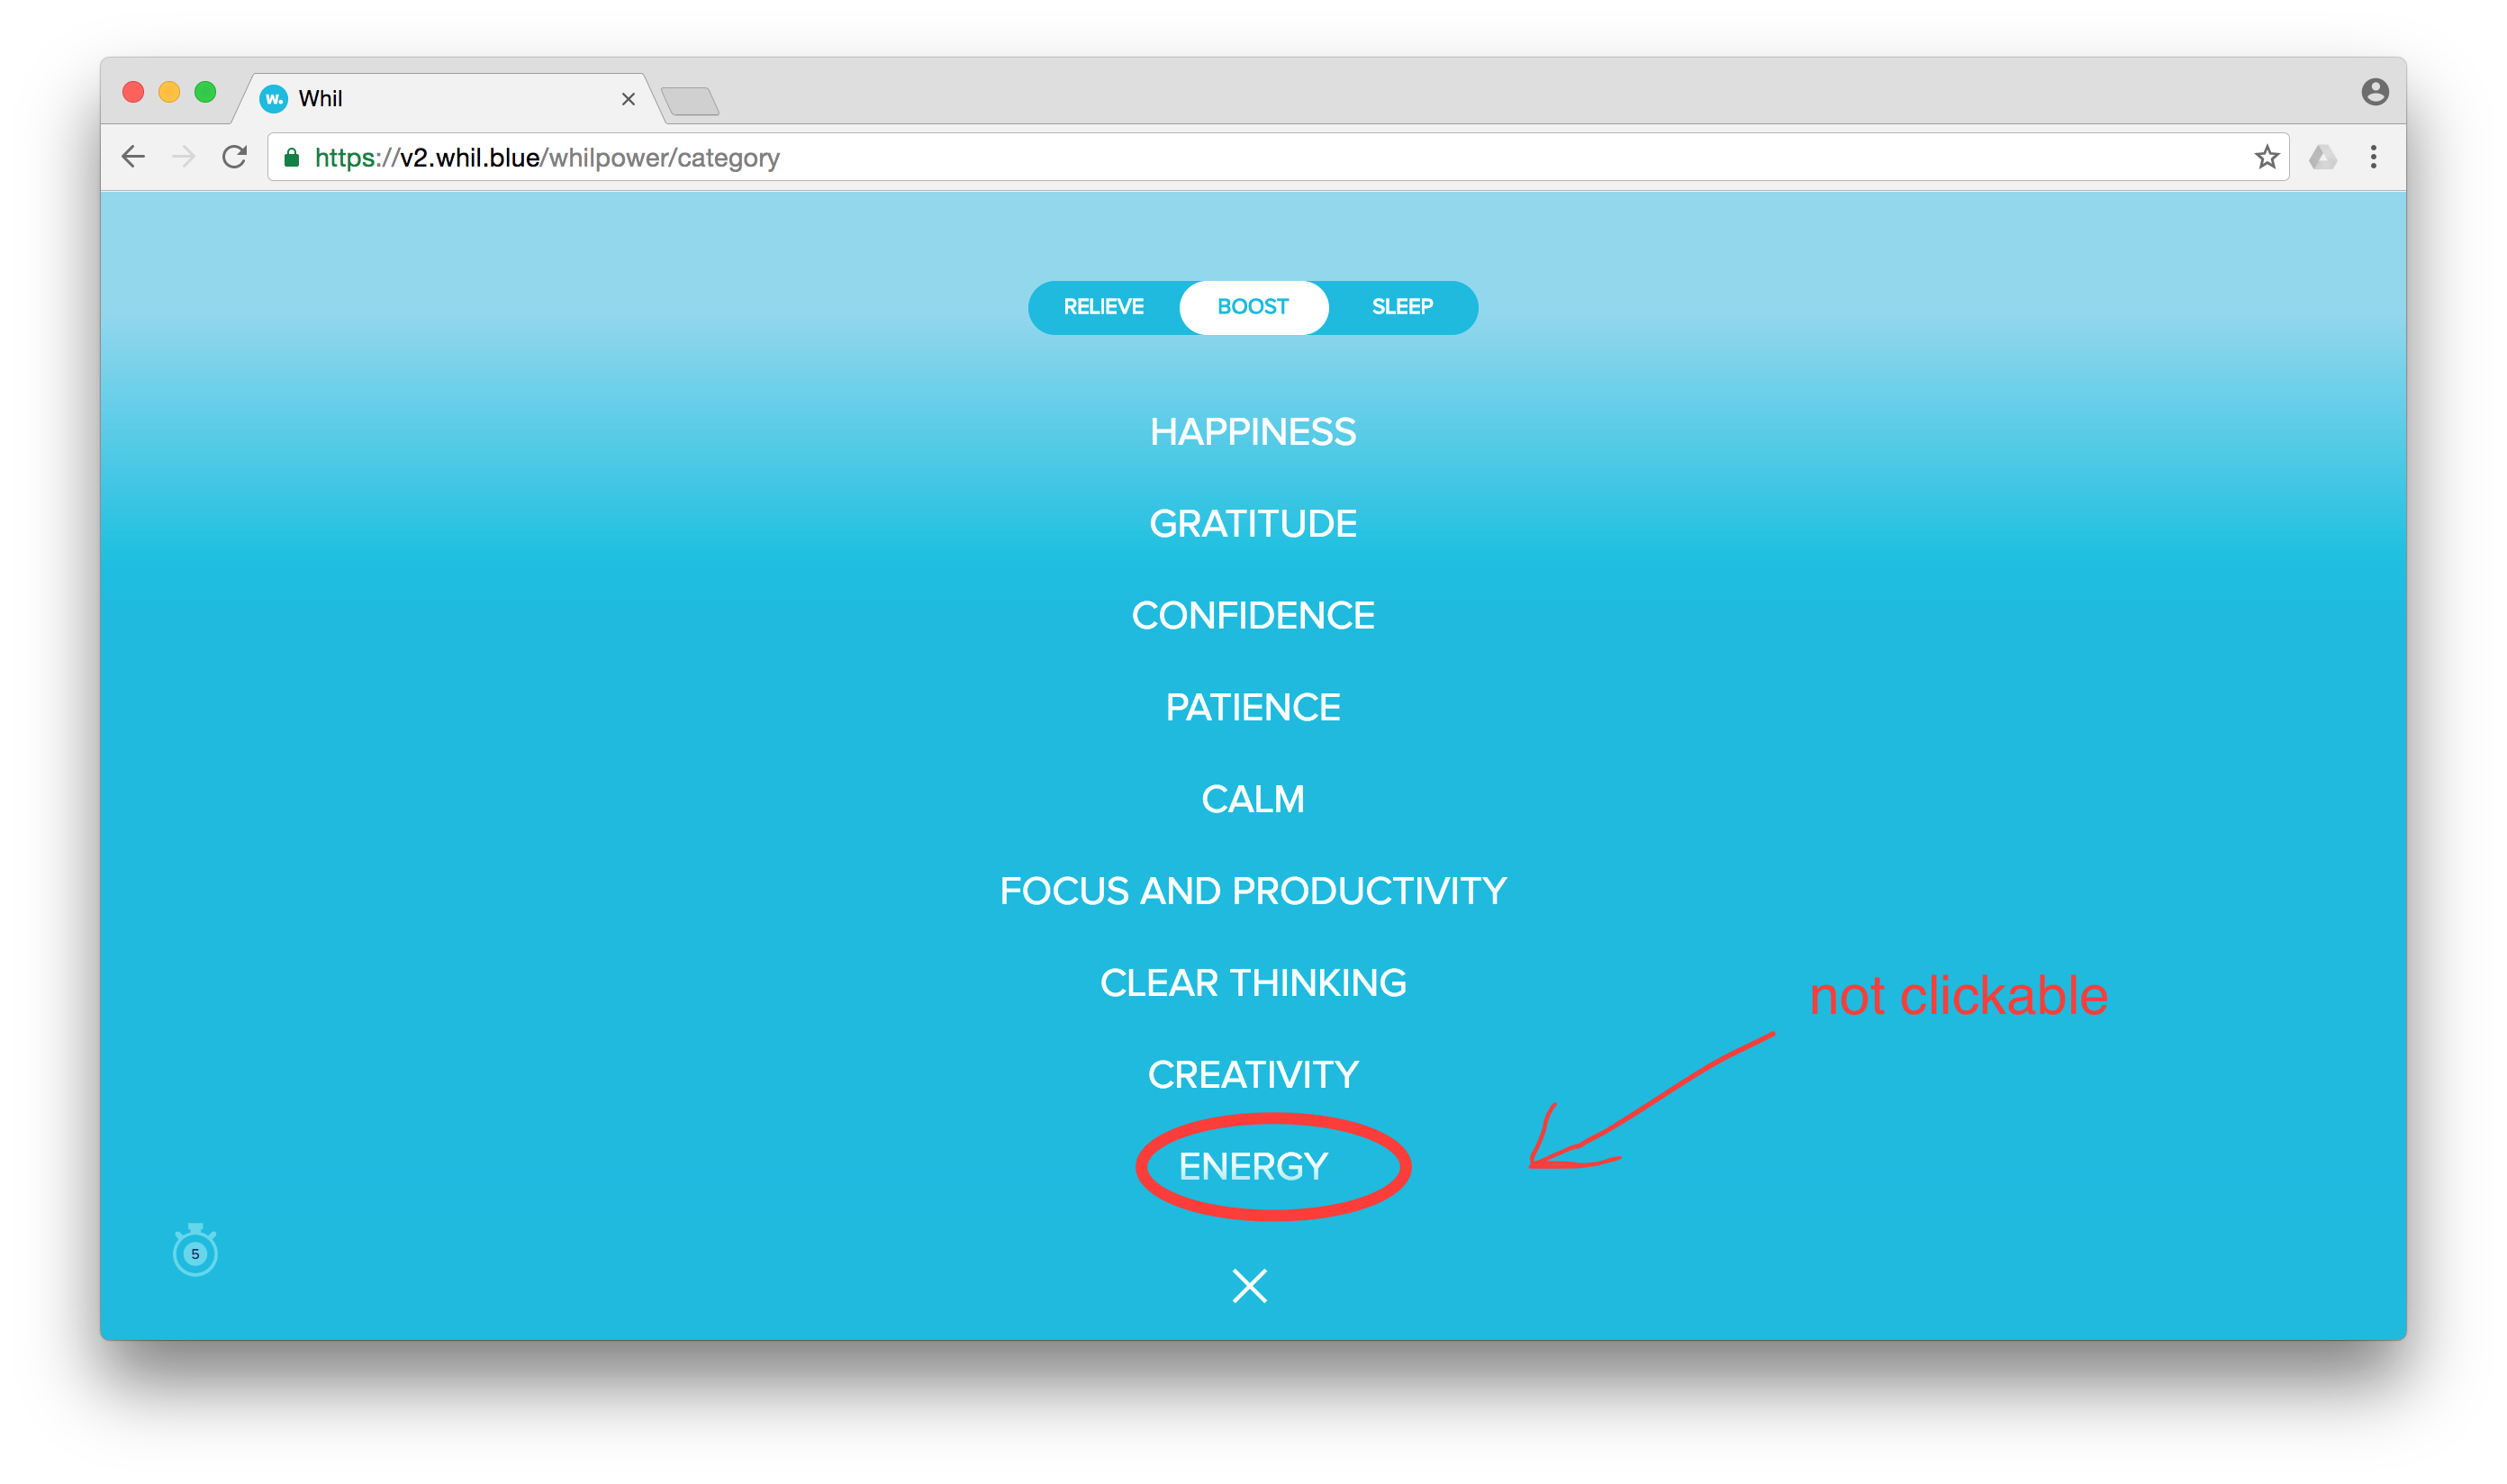 Whil
https://v2.whil.blue/whilpower/category
RELIEVE BOOST SLEEP
HAPPINESS
GRATITUDE
CONFIDENCE
PATIENCE
CALM
FOCUS AND PRODUCTIVITY
CLEAR THINKING
not clickable
CREATIVITY
ENERGY
5